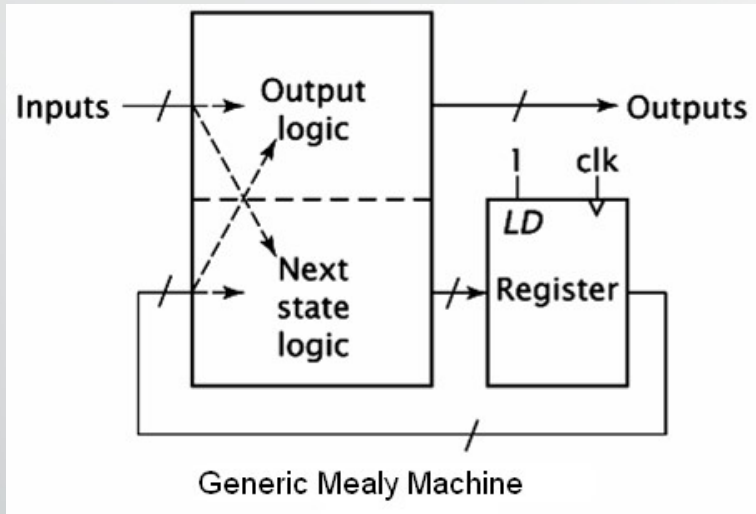 Inputs
Output
logic
Outputs
1 clk
LD
Next
state
logic
Register
Generic Mealy Machine